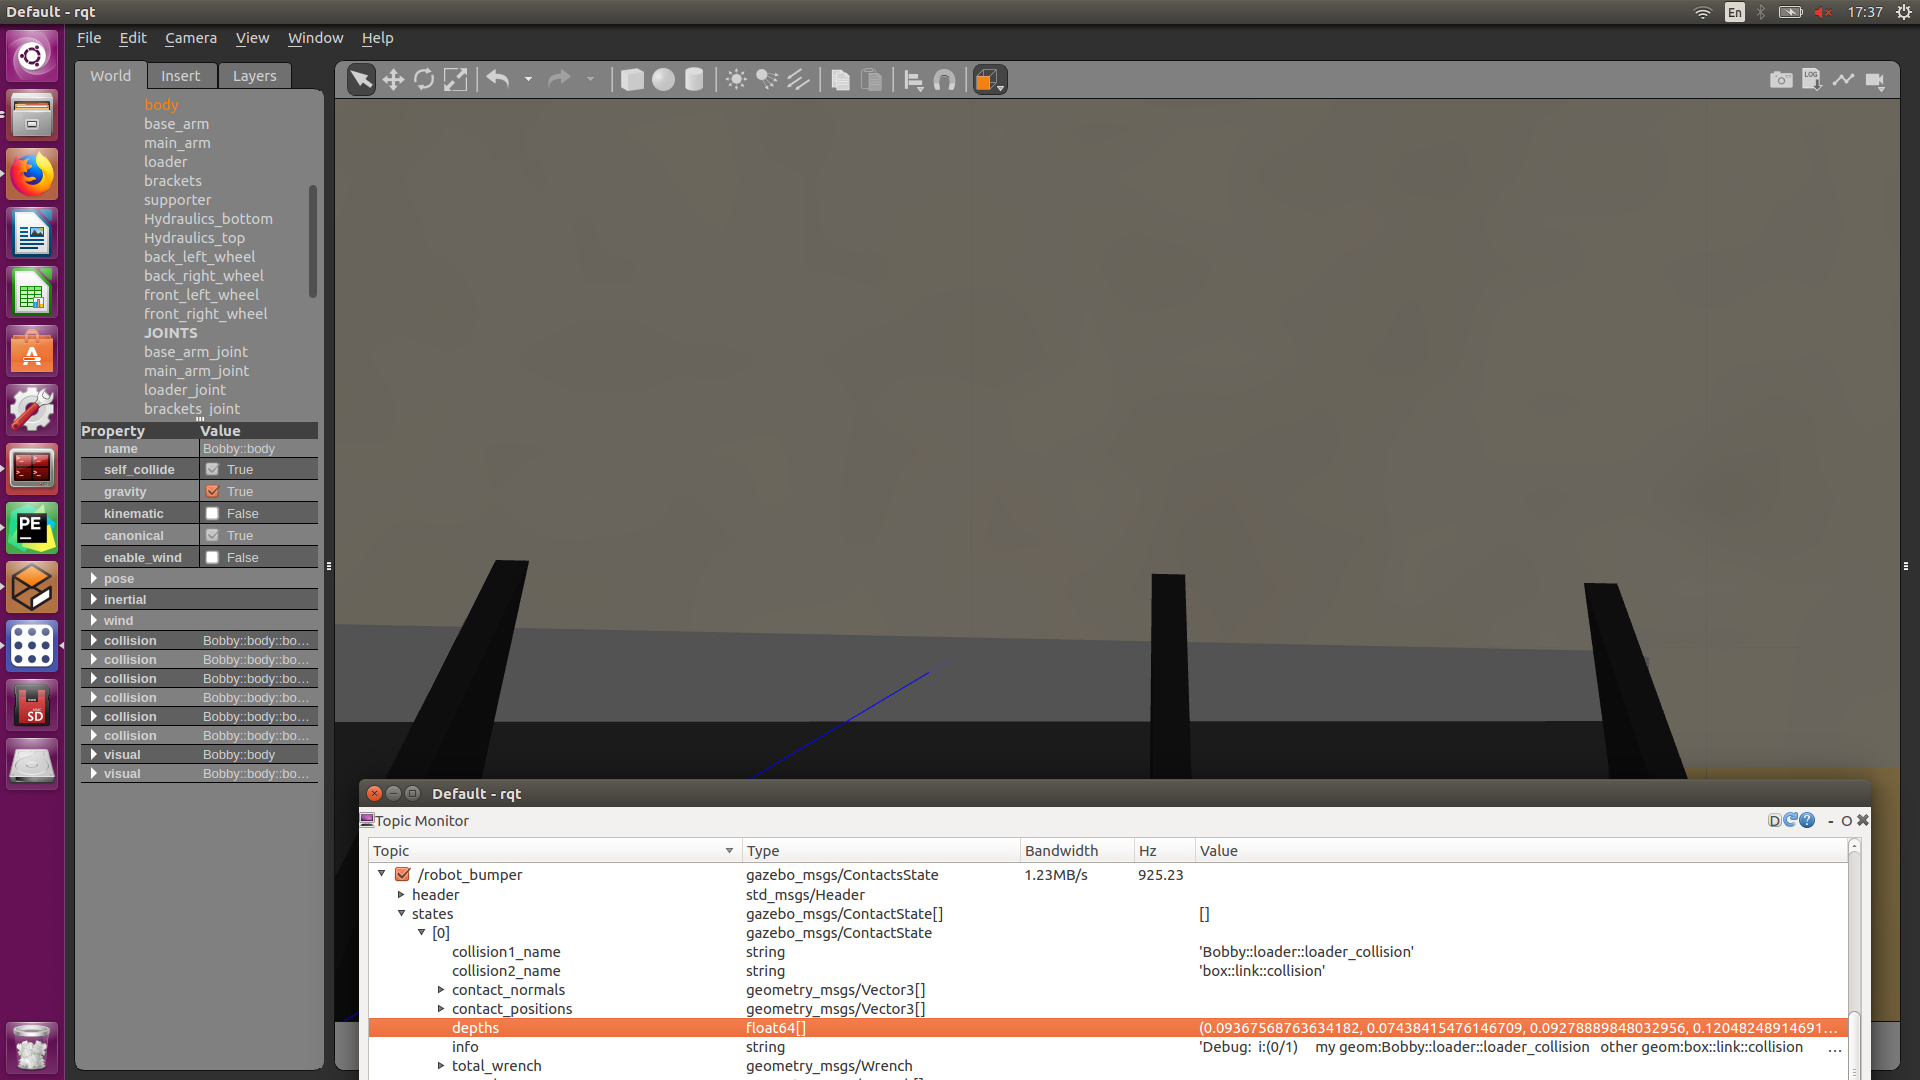 Default - rqt
En
17:37
File Edit Camera View Window Help
World Insert Layers
LOG
body
base_arm
main_arm
loader
brackets
supporter
Hydraulics_bottom
Hydraulics_top
back_left_wheel
back_right_wheel
front_left_wheel
front_right_wheel
JOINTS
base_arm_joint
main_arm_joint
loader_joint
brackets_joint
Property Value
name Bobby::body
self_collide True
gravity True
kinematic False
canonical True
enable_wind False
pose
inertial
wind
collision Bobby::body::bo...
collision Bobby::body::bo...
collision Bobby::body::bo...
collision Bobby::body::bo...
collision Bobby::body::bo...
collision Bobby::body::bo...
visual Bobby::body
visual Bobby::body::bo...
PE
SD
Default - rqt
Topic Monitor
D ? - O
Topic Type Bandwidth Hz Value
/robot_bumper gazebo_msgs/ContactsState 1.23MB/s 925.23
header std_msgs/Header
states gazebo_msgs/ContactState[] []
[0] gazebo_msgs/ContactState
collision1_name string 'Bobby::loader::loader_collision'
collision2_name string 'box::link::collision'
contact_normals geometry_msgs/Vector3[]
contact_positions geometry_msgs/Vector3[]
depths float64[] (0.09367568763634182, 0.07438415476146709, 0.09278889848032956, 0.12048248914691...
info string 'Debug: i:(0/1) my geom:Bobby::loader::loader_collision other geom:box::link::collision ...
total_wrench geometry_msgs/Wrench